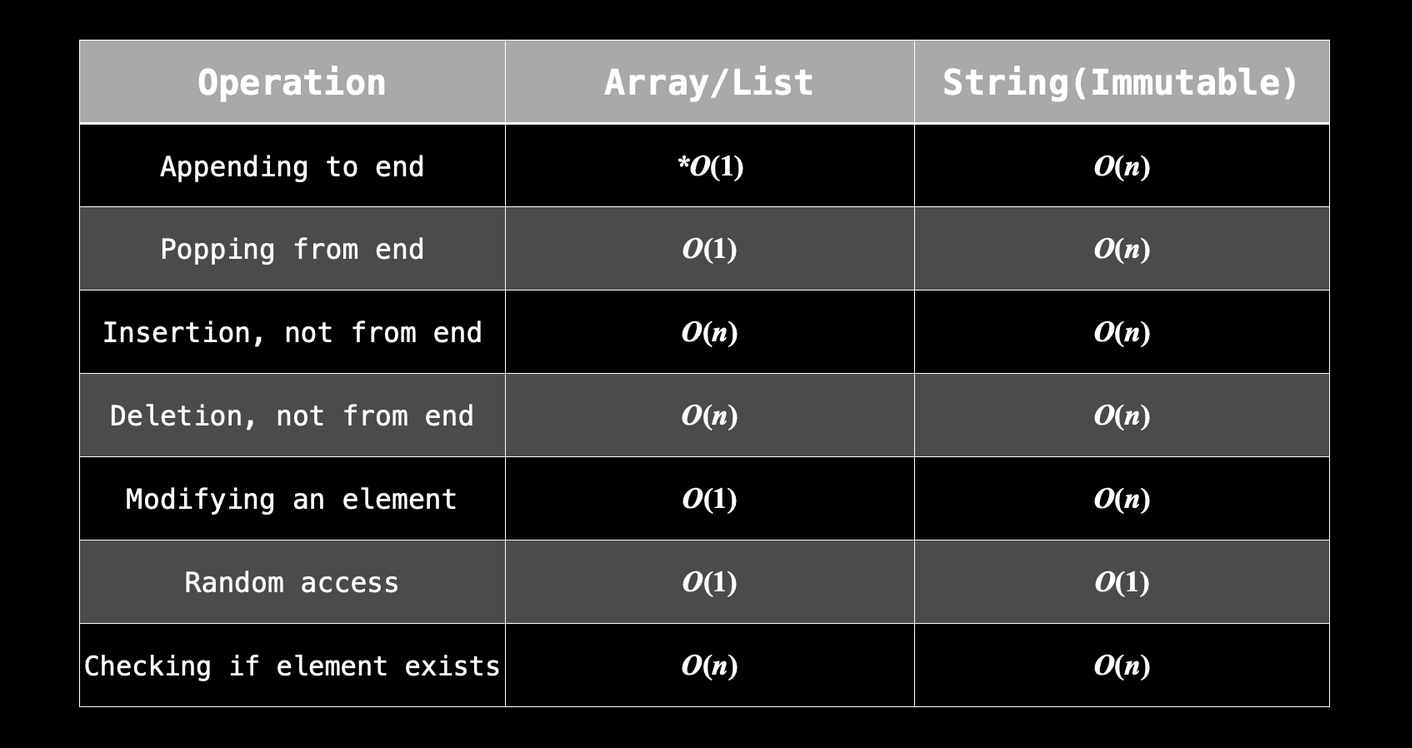 Operation Array/List String(Immutable)
Appending to end *O(1) O(n)
Popping from end O(1) O(n)
Insertion, not from end O(n) O(n)
Deletion, not from end O(n) O(n)
Modifying an element O(1) O(n)
Random access O(1) O(1)
Checking if element exists O(n) O(n)